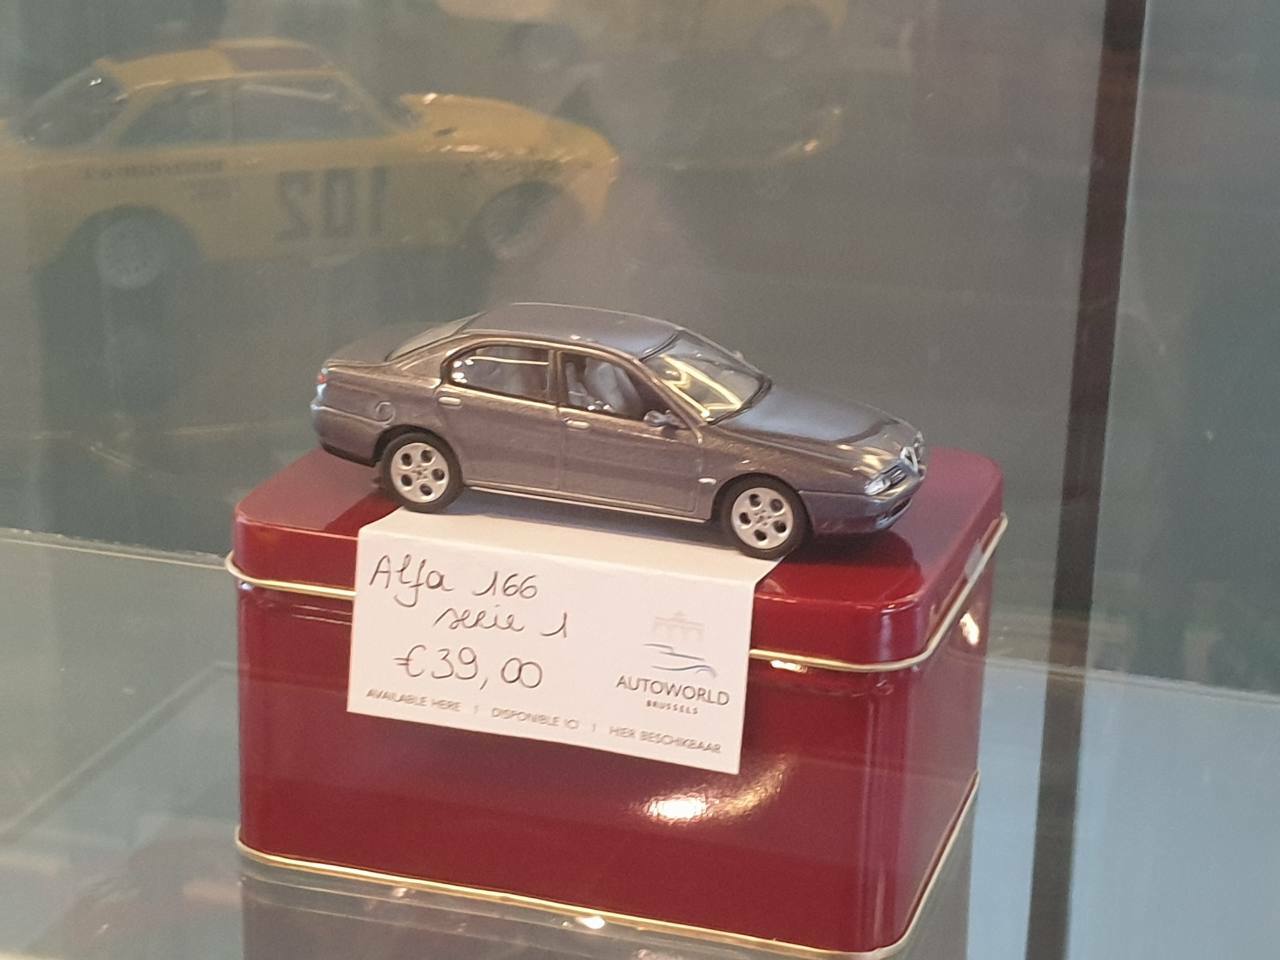 Alfa 166
serie 1
€39,00
AUTOWORLD
BRUSSELS
AVAILABLE HERE | DISPONIBLE ICI | HIER BESCHIKBAAR
102